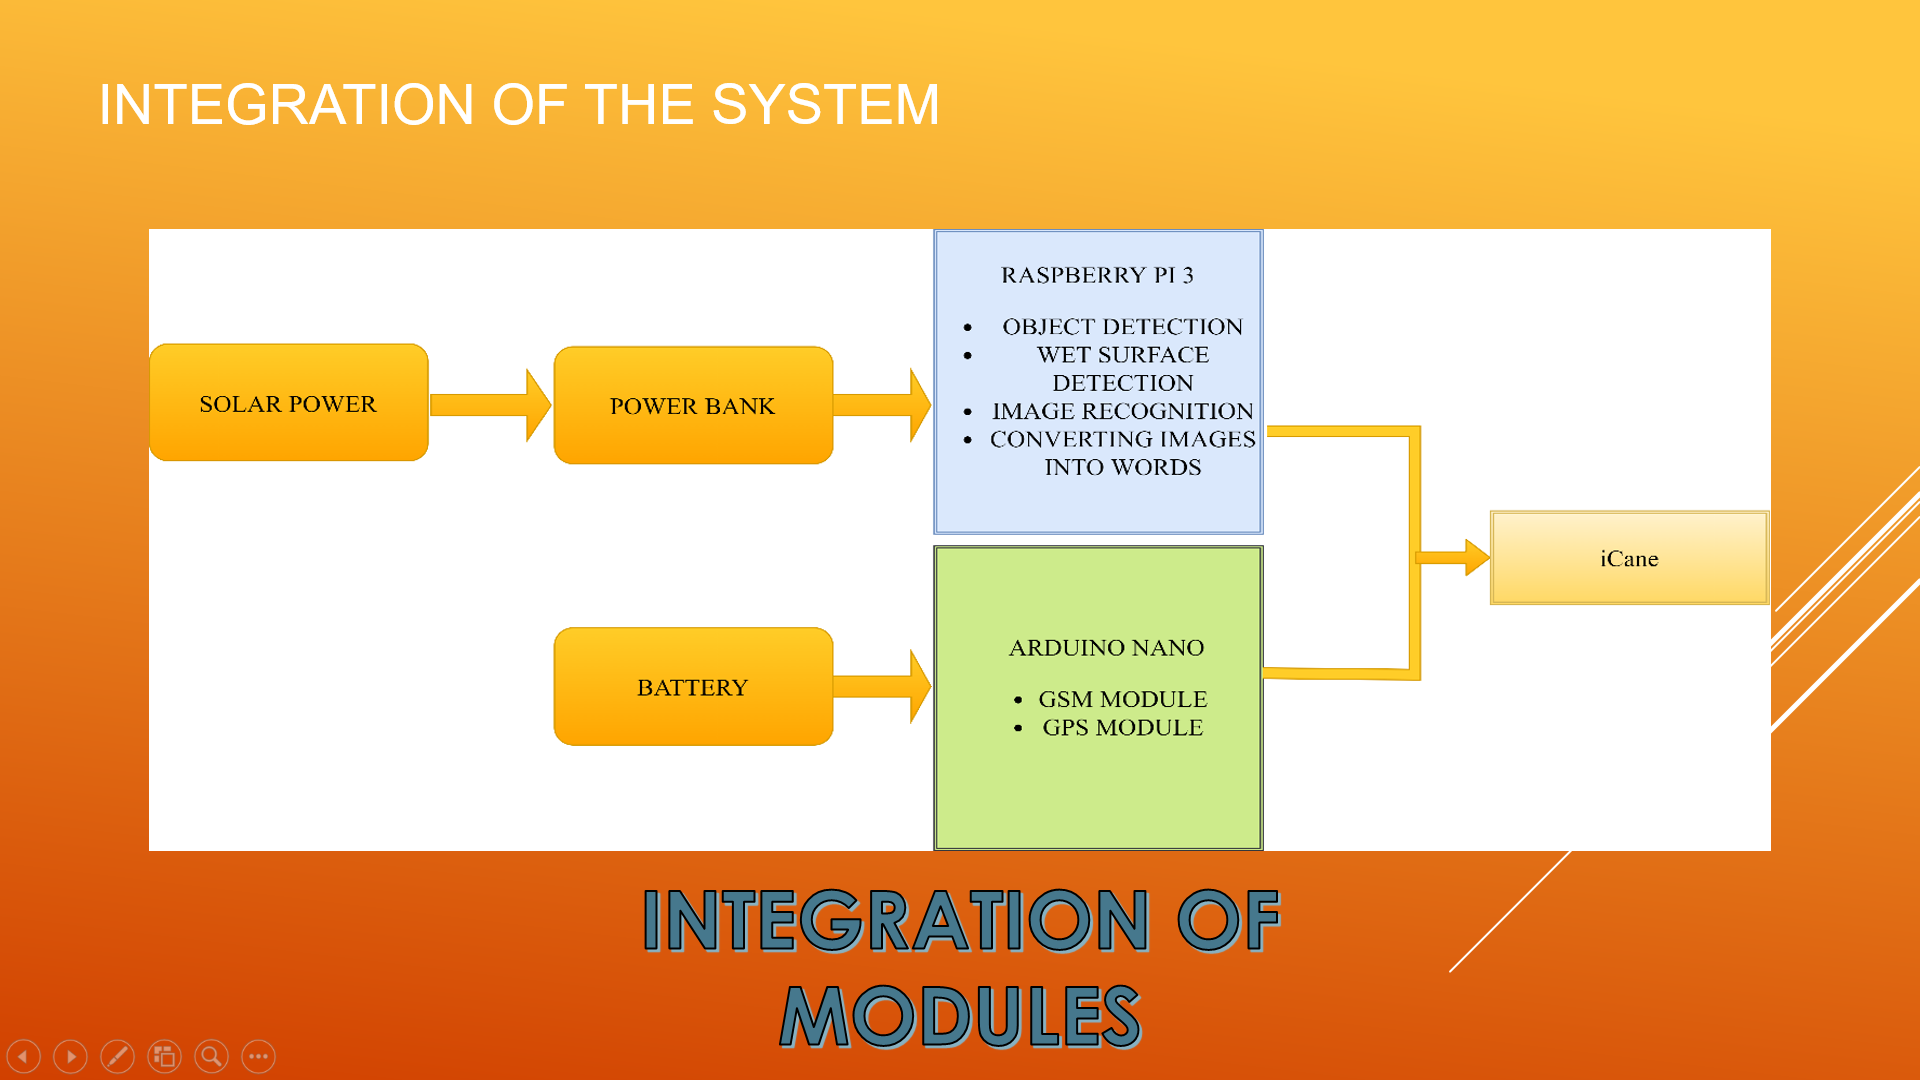 INTEGRATION OF THE SYSTEM
SOLAR POWER
POWER BANK
RASPBERRY PI 3
• OBJECT DETECTION
• WET SURFACE
DETECTION
• IMAGE RECOGNITION
• CONVERTING IMAGES
INTO WORDS
BATTERY
ARDUINO NANO
• GSM MODULE
• GPS MODULE
iCane
INTEGRATION OF
MODULES